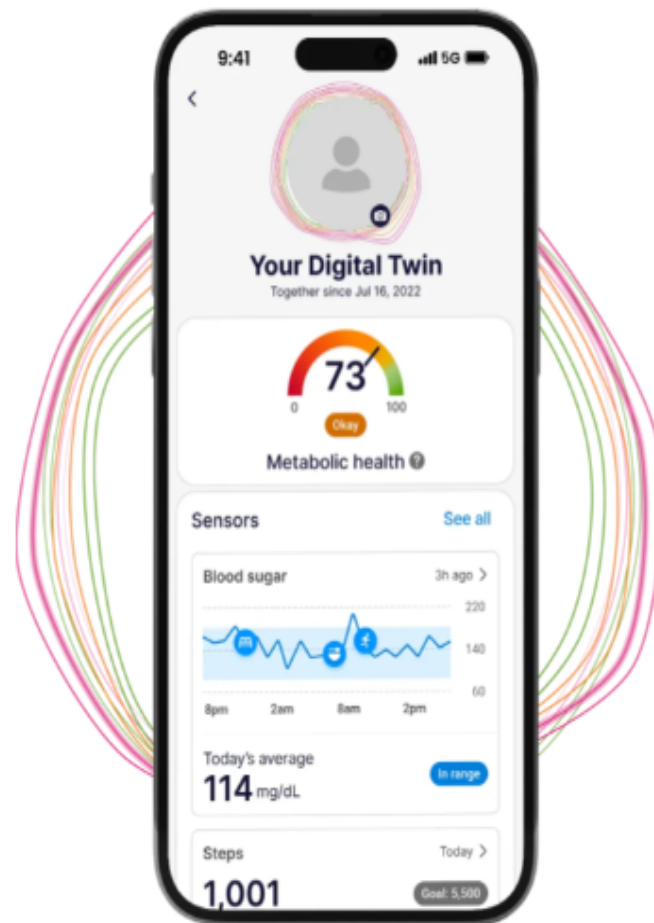 9:41
5G
Your Digital Twin
Together since Jul 16, 2022
73
0 100
Okay
Metabolic health ?
Sensors See all
Blood sugar 3h ago >
220
140
60
8pm 2am 8am 2pm
Today's average
114 mg/dL In range
Steps Today >
1,001 Goal: 5,500